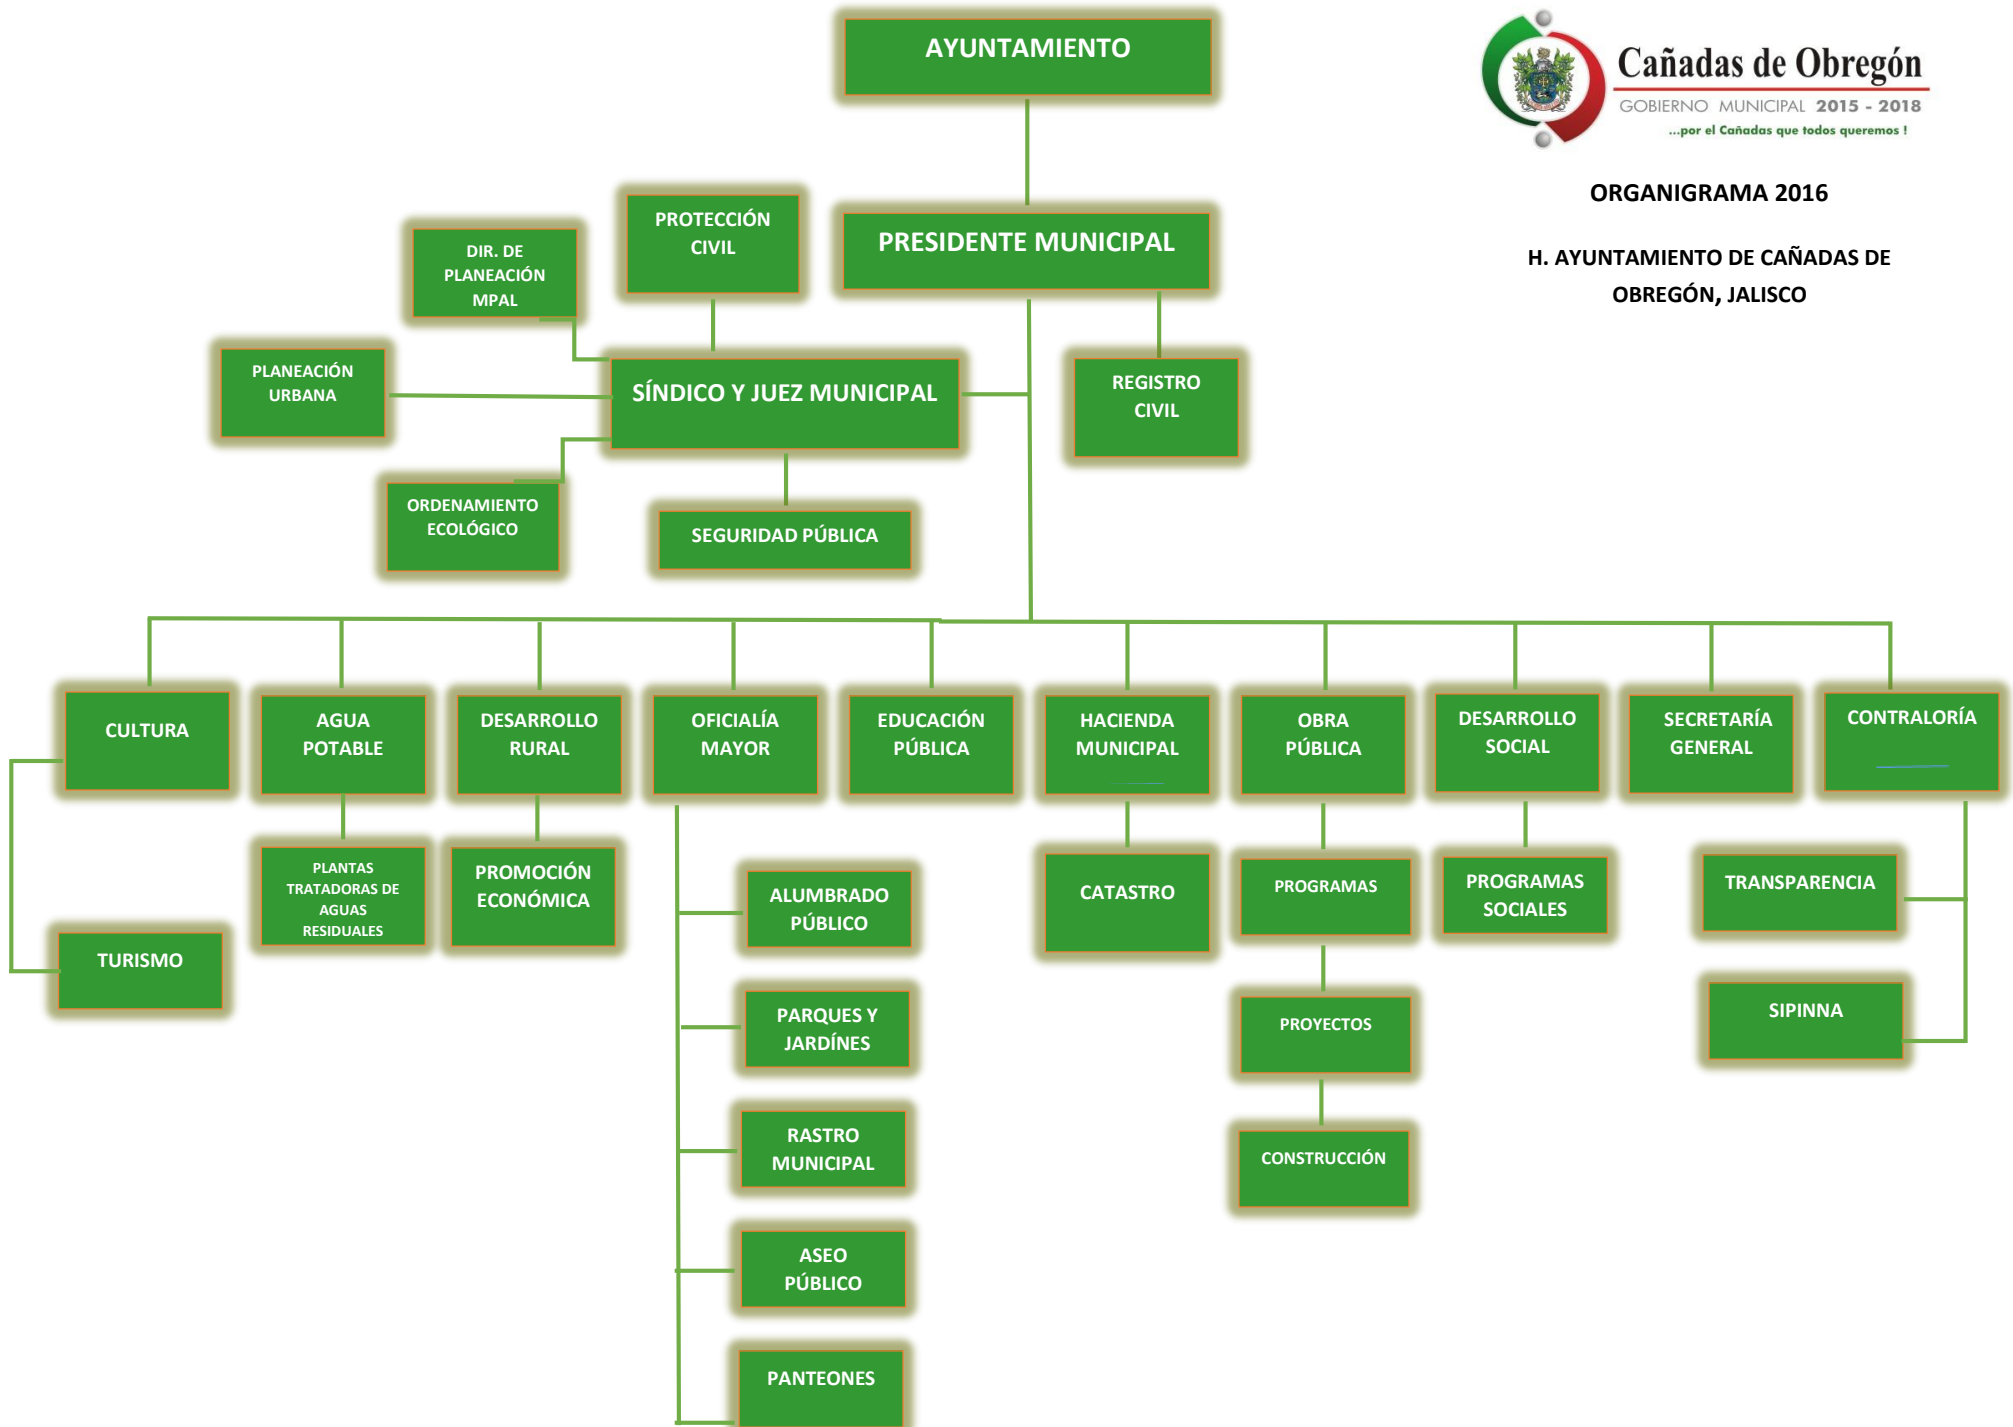 AYUNTAMIENTO
Cañadas de Obregón
GOBIERNO MUNICIPAL 2015 - 2018
...por el Cañadas que todos queremos !
ORGANIGRAMA 2016
H. AYUNTAMIENTO DE CAÑADAS DE
OBREGÓN, JALISCO
PRESIDENTE MUNICIPAL
PROTECCIÓN
CIVIL
DIR. DE
PLANEACIÓN
MPAL
PLANEACIÓN
URBANA
SÍNDICO Y JUEZ MUNICIPAL
REGISTRO
CIVIL
ORDENAMIENTO
ECOLÓGICO
SEGURIDAD PÚBLICA
CULTURA
AGUA
POTABLE
DESARROLLO
RURAL
OFICIALÍA
MAYOR
EDUCACIÓN
PÚBLICA
HACIENDA
MUNICIPAL
OBRA
PÚBLICA
DESARROLLO
SOCIAL
SECRETARÍA
GENERAL
CONTRALORÍA
TURISMO
PLANTAS
TRATADORAS DE
AGUAS
RESIDUALES
PROMOCIÓN
ECONÓMICA
ALUMBRADO
PÚBLICO
PARQUES Y
JARDÍNES
RASTRO
MUNICIPAL
ASEO
PÚBLICO
PANTEONES
CATASTRO
PROGRAMAS
PROYECTOS
CONSTRUCCIÓN
PROGRAMAS
SOCIALES
TRANSPARENCIA
SIPINNA